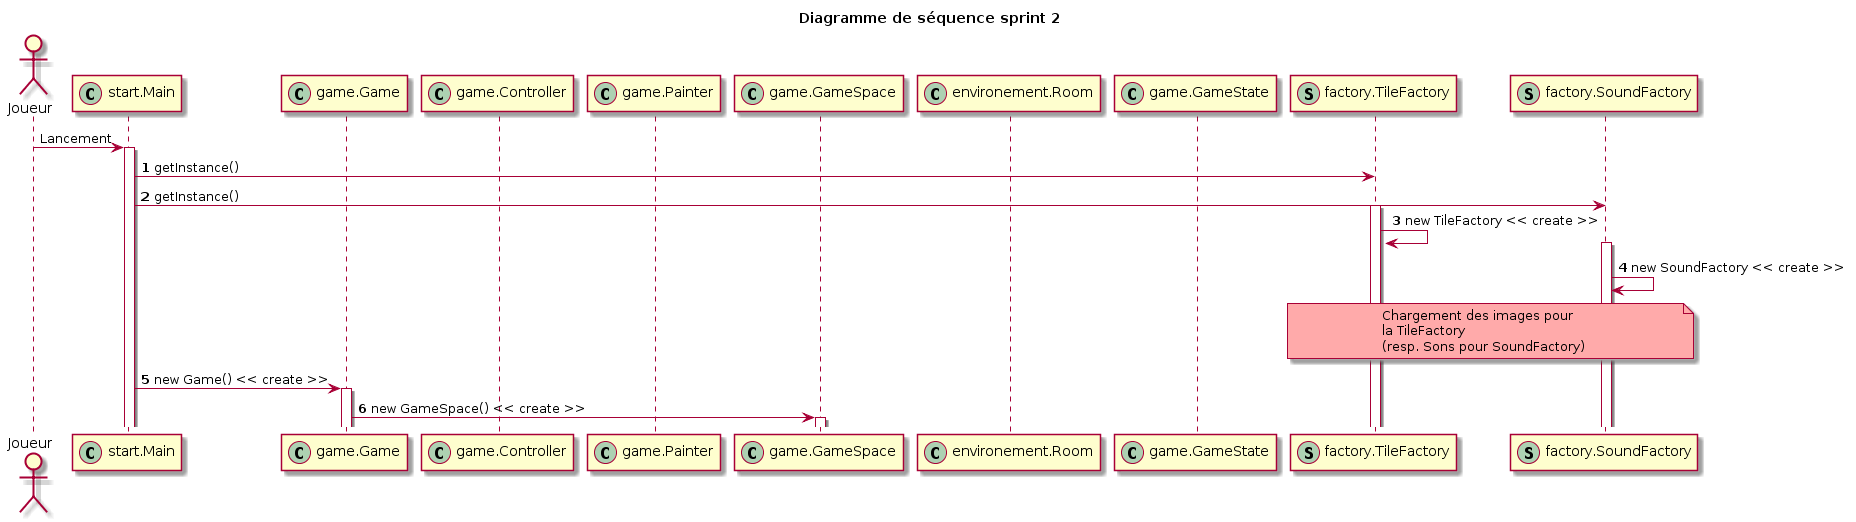 Diagramme de séquence sprint 2
Joueur
C start.Main
C game.Game
C game.Controller
C game.Painter
C game.GameSpace
C environement.Room
C game.GameState
S factory.TileFactory
S factory.SoundFactory
Lancement
1 getInstance()
2 getInstance()
3 new TileFactory << create >>
4 new SoundFactory << create >>
Chargement des images pour
la TileFactory
(resp. Sons pour SoundFactory)
5 new Game() << create >>
6 new GameSpace() << create >>
Joueur
C start.Main
C game.Game
C game.Controller
C game.Painter
C game.GameSpace
C environement.Room
C game.GameState
S factory.TileFactory
S factory.SoundFactory